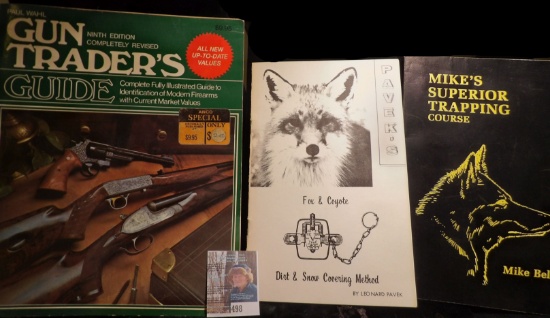 PAUL WAHL
GUN
NINTH EDITION
COMPLETELY REVISED
TRADER'S
ALL NEW
UP-TO-DATE
VALUES
GUIDE
Complete Fully Illustrated Guide to
Identification of Modern Firearms
with Current Market Values
SPECIAL
ONLY
$
PAVEK'S
Fox & Coyote
Dirt & Snow Covering Method
BY LEONARD PAVEK
MIKE'S
SUPERIOR
TRAPPING
COURSE
Mike Bel